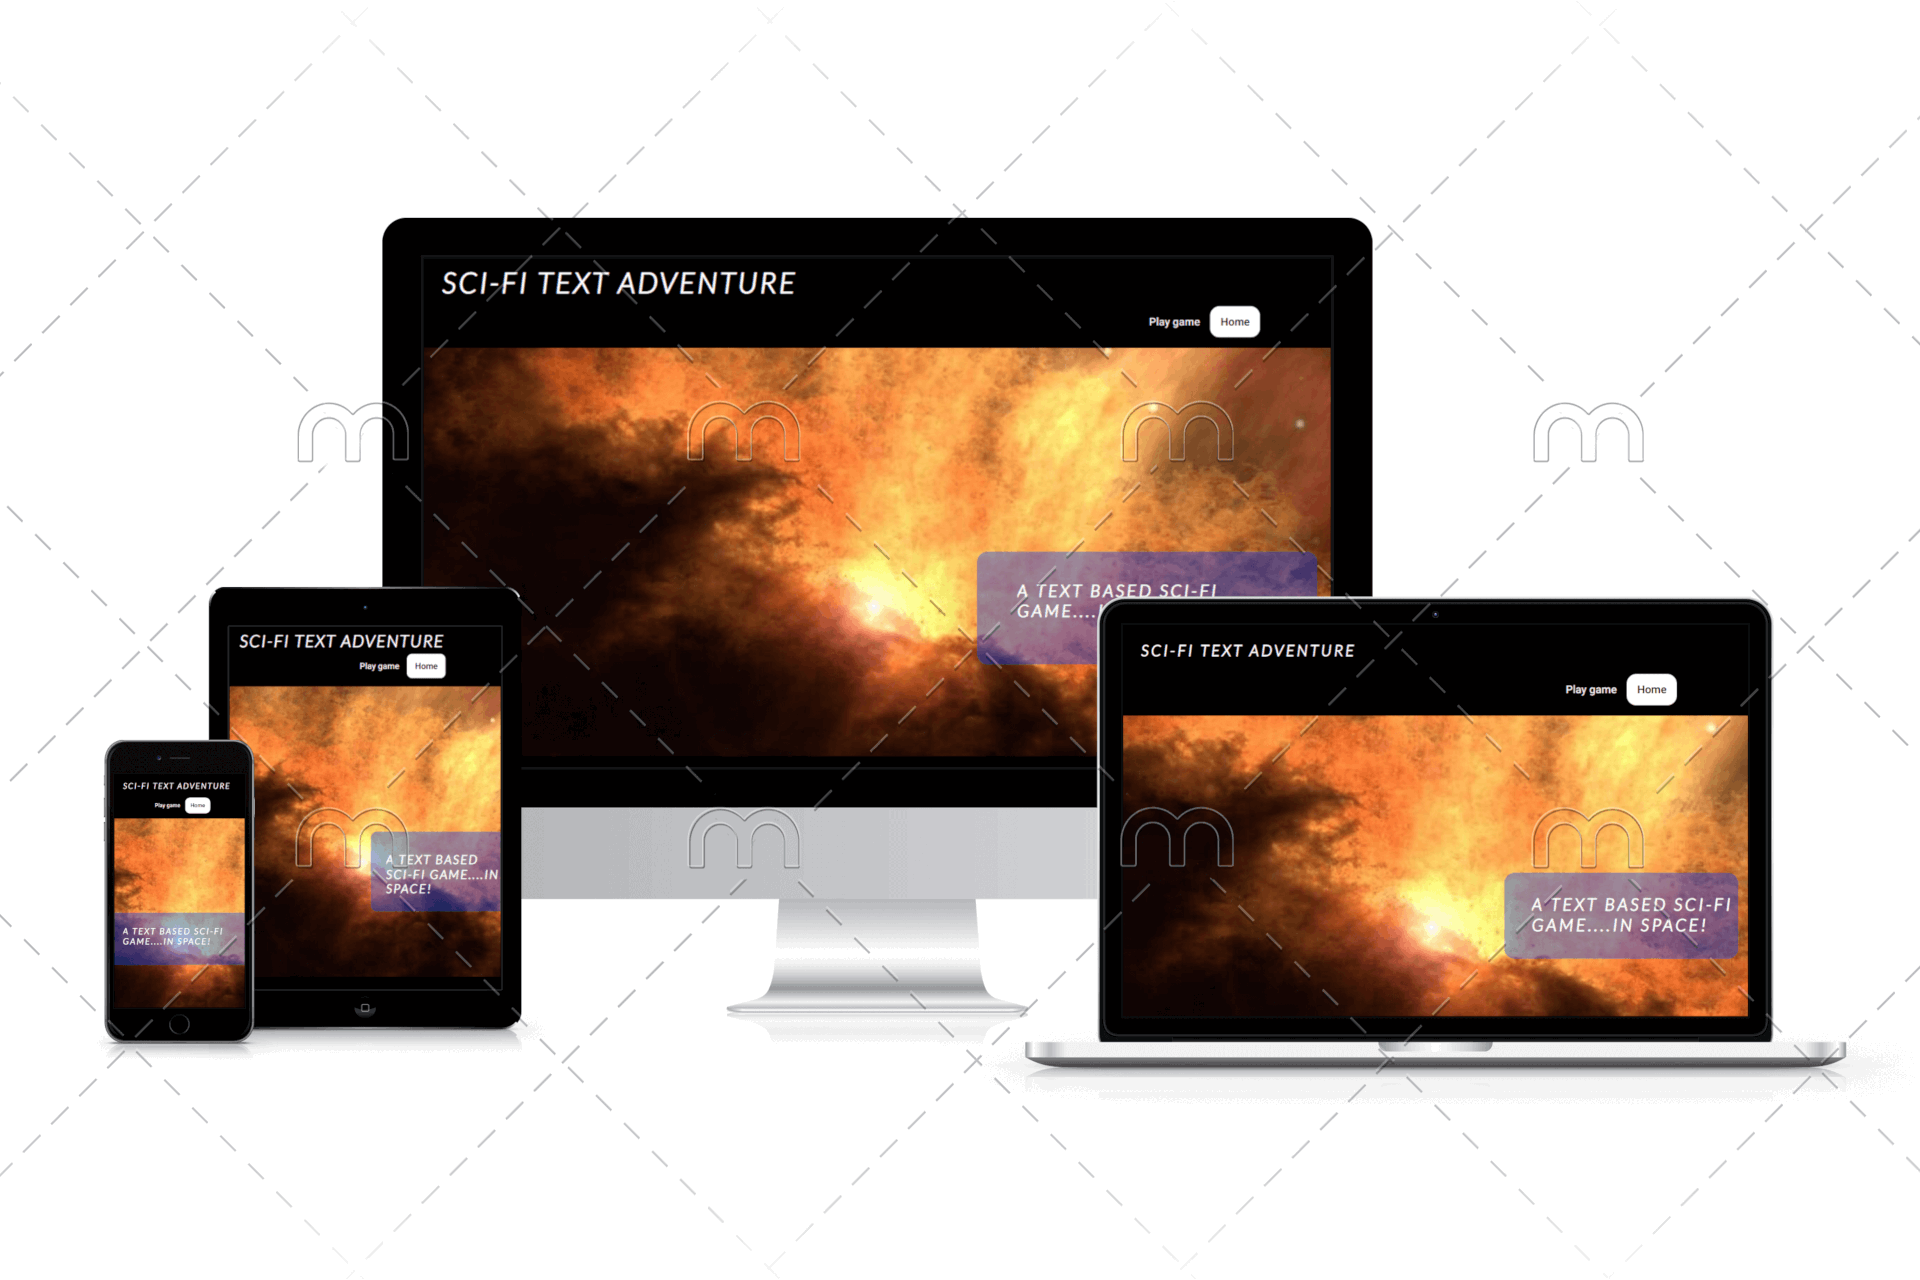 SCI-FI TEXT ADVENTURE
Play game Home
A TEXT BASED SCI-FI
GAME....
SCI-FI TEXT ADVENTURE
Play game Home
A TEXT BASED
SCI-FI GAME....IN
SPACE!
SCI-FI TEXT ADVENTURE
Play game Home
A TEXT BASED SCI-FI
GAME....IN SPACE!
SCI-FI TEXT ADVENTURE
Play game Home
A TEXT BASED SCI-FI
GAME....IN SPACE!
m m m m
m m m m